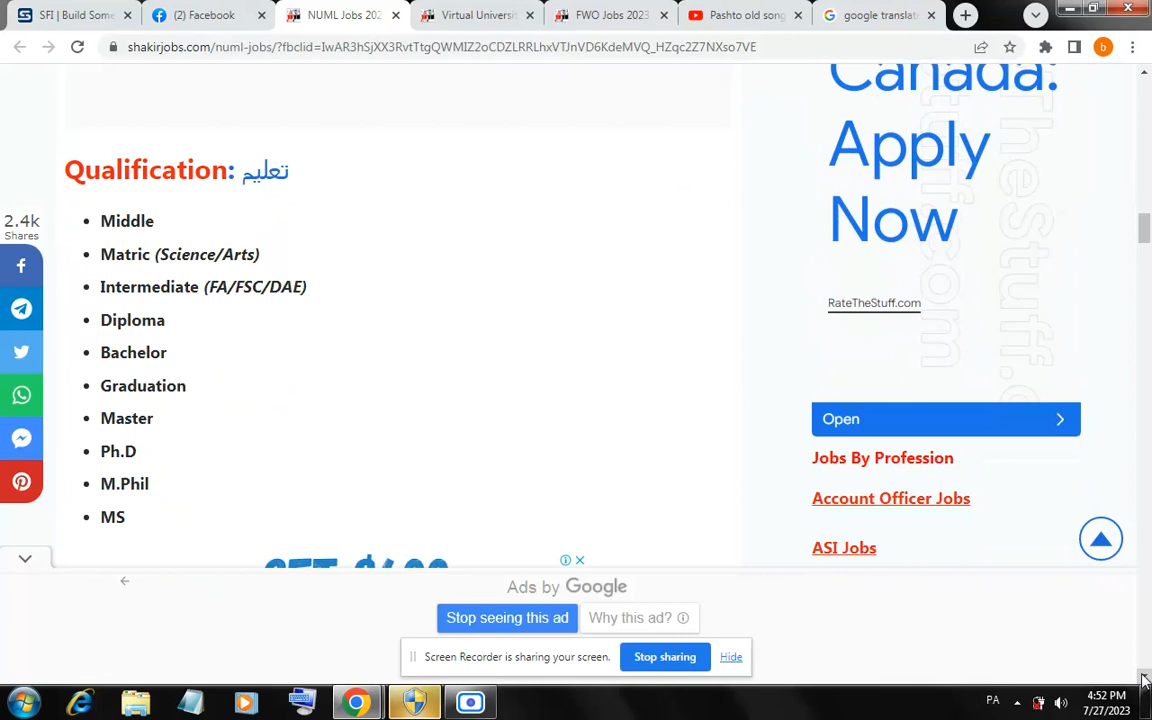 SFI | Build Some
(2) Facebook
NUML Jobs 202
Virtual Universi
FWO Jobs 2023
Pashto old song
google translat
shakirjobs.com/numl-jobs/?fbclid=IwAR3hSjXX3RvtTtgQWMIZ2oCDZLRRLhxVTJnVD6KdeMVQ_HZqc2Z7NXso7VE
b
Canada:
Apply
Now
TheStuff.c
RateTheStuff.com
Open
Jobs By Profession
Account Officer Jobs
ASI Jobs
Qualification: تعلیم
2.4k
Shares
• Middle
• Matric (Science/Arts)
• Intermediate (FA/FSC/DAE)
• Diploma
• Bachelor
• Graduation
• Master
• Ph.D
• M.Phil
• MS
Ads by Google
Stop seeing this ad
Why this ad?
Screen Recorder is sharing your screen.
Stop sharing
Hide
PA
4:52 PM
7/27/2023